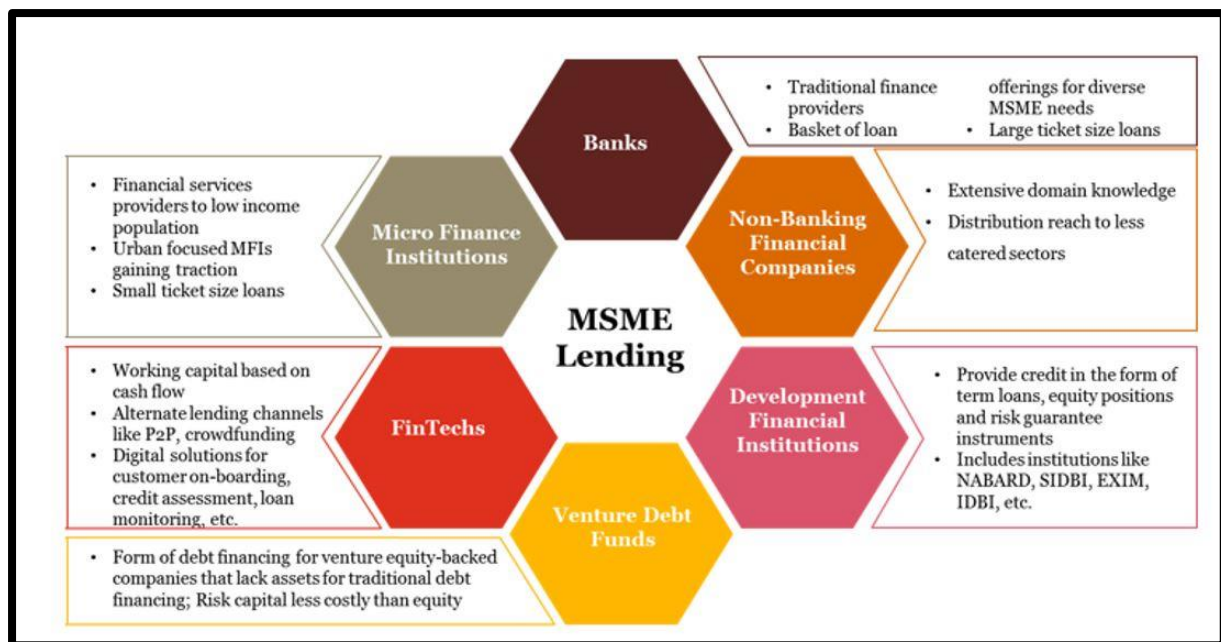 Banks
• Traditional finance
providers
• Basket of loan
offerings for diverse
MSME needs
• Large ticket size loans
Micro Finance
Institutions
• Financial services
providers to low income
population
• Urban focused MFIs
gaining traction
• Small ticket size loans
Non-Banking
Financial
Companies
• Extensive domain knowledge
• Distribution reach to less
catered sectors
MSME
Lending
FinTechs
• Working capital based on
cash flow
• Alternate lending channels
like P2P, crowdfunding
• Digital solutions for
customer on-boarding,
credit assessment, loan
monitoring, etc.
Development
Financial
Institutions
• Provide credit in the form of
term loans, equity positions
and risk guarantee
instruments
• Includes institutions like
NABARD, SIDBI, EXIM,
IDBI, etc.
Venture Debt
Funds
• Form of debt financing for venture equity-backed
companies that lack assets for traditional debt
financing; Risk capital less costly than equity